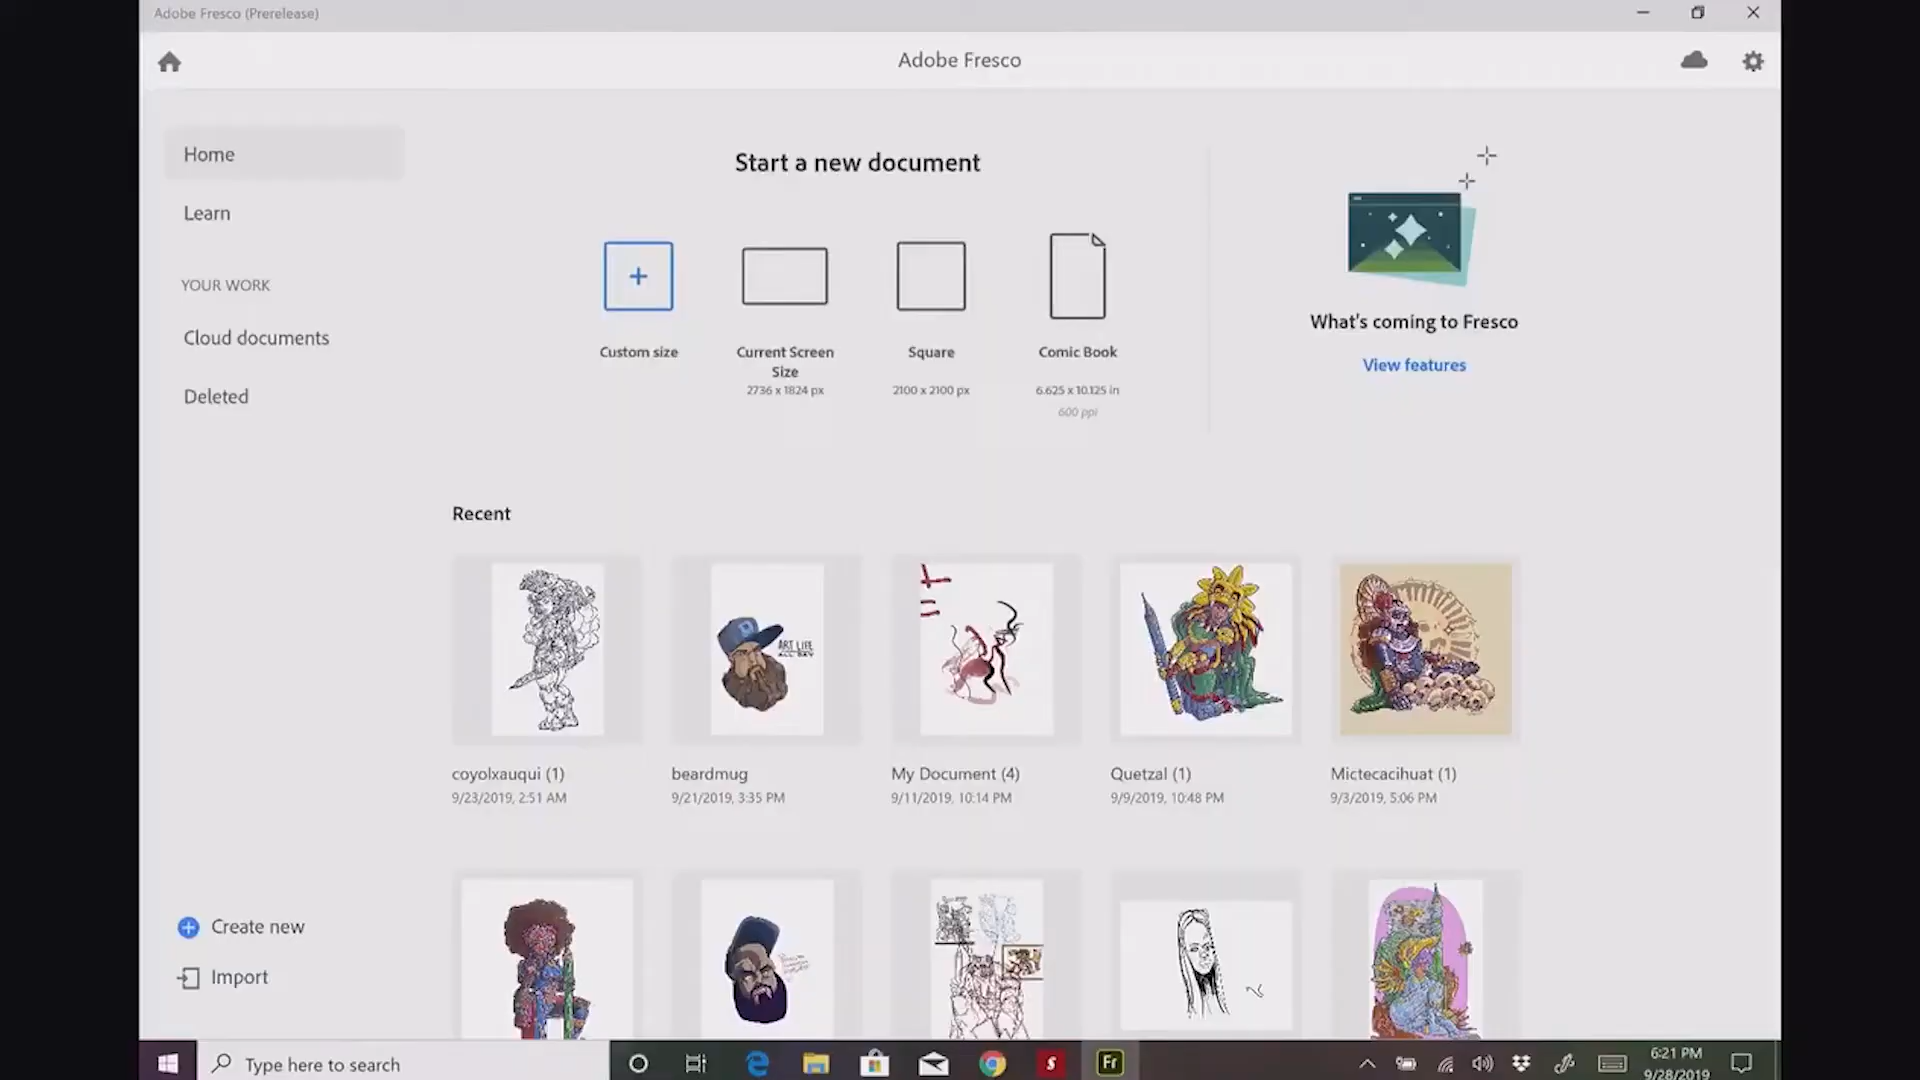 Adobe Fresco (Prerelease)
Adobe Fresco
Home
Learn
YOUR WORK
Cloud documents
Deleted
Create new
Import
Start a new document
Custom size
Current Screen
Size
2736 x 1824 px
Square
2100 x 2100 px
Comic Book
6.625 x 10.125 in
600 ppi
What's coming to Fresco
View features
Recent
ART LIFE
ALL DAY
coyolxauqui (1)
9/23/2019, 2:51 AM
beardmug
9/21/2019, 3:35 PM
My Document (4)
9/11/2019, 10:14 PM
Quetzal (1)
9/9/2019, 10:48 PM
Mictecacihuat (1)
9/3/2019, 5:06 PM
Type here to search
Fr
6:21 PM
9/28/2019